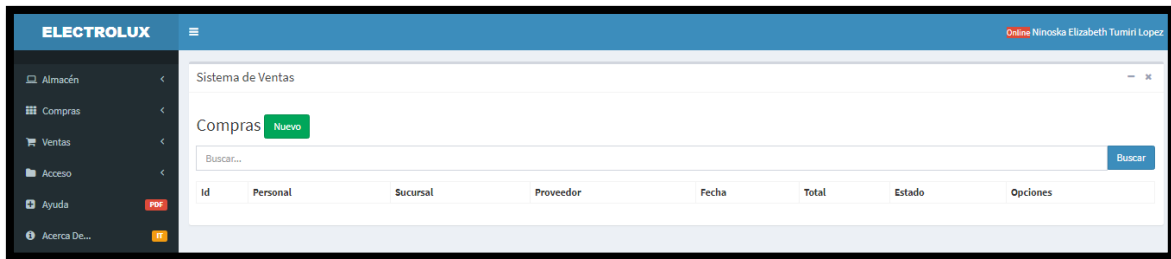 ELECTROLUX
Online Ninoska Elizabeth Tumiri Lopez
Almacén
Compras
Ventas
Acceso
Ayuda PDF
Acerca De... IT
Sistema de Ventas
Compras Nuevo
Buscar... Buscar
Id Personal Sucursal Proveedor Fecha Total Estado Opciones